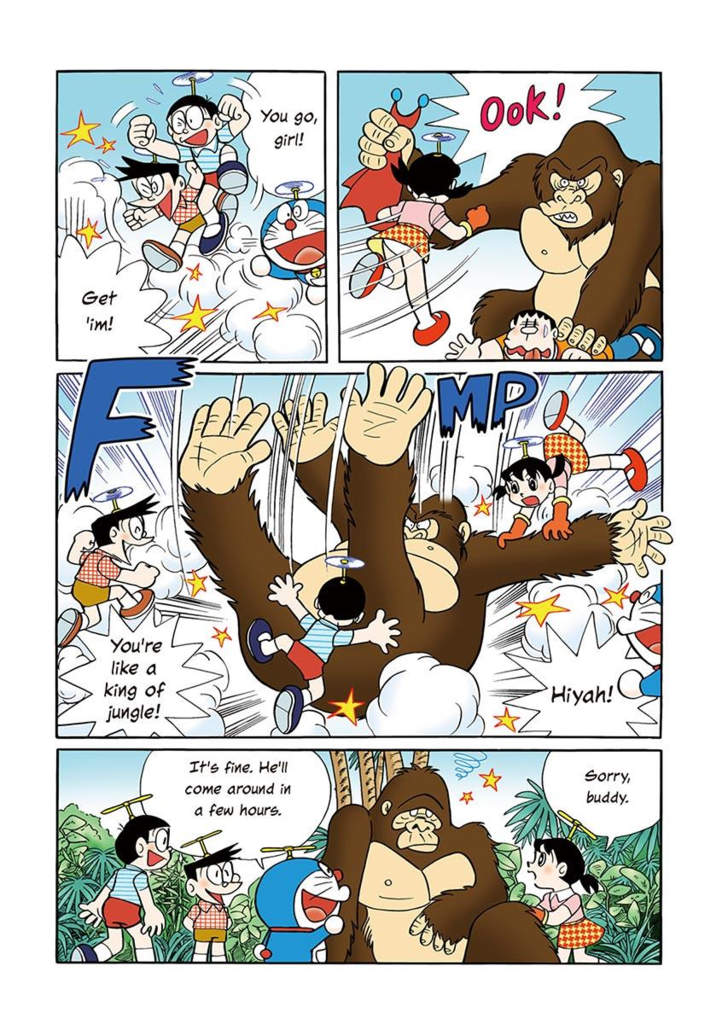 You go,
girl!
Get
'im!
Ook!
F MP
You're
like a
king of
jungle!
Hiyah!
It's fine. He'll
come around in
a few hours.
Sorry,
buddy.